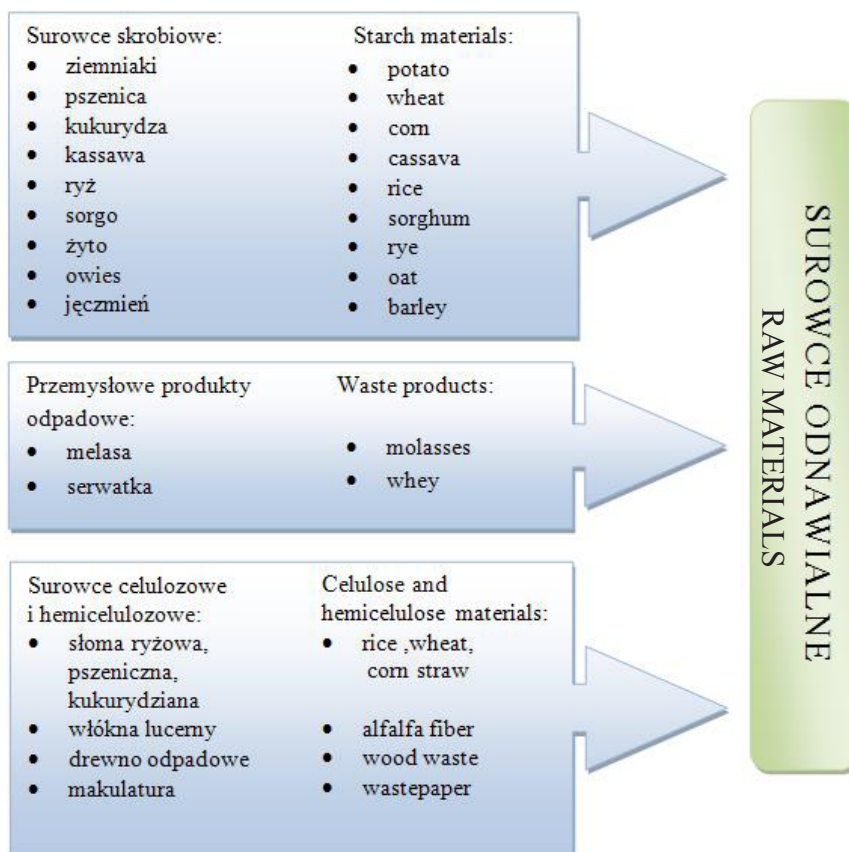 Surowce skrobiowe:
• ziemniaki
• pszenica
• kukurydza
• kassawa
• ryż
• sorgo
• żyto
• owies
• jęczmień
Starch materials:
• potato
• wheat
• corn
• cassava
• rice
• sorghum
• rye
• oat
• barley
Przemysłowe produkty
odpadowe:
• melasa
• serwatka
Waste products:
• molasses
• whey
Surowce celulozowe
i hemicelulozowe:
• słoma ryżowa,
pszeniczna,
kukurydziana
• włókna lucerny
• drewno odpadowe
• makulatura
Celulose and
hemicelulose materials:
• rice ,wheat,
corn straw
• alfalfa fiber
• wood waste
• wastepaper
SUROWCE ODNAWIALNE
RAW MATERIALS